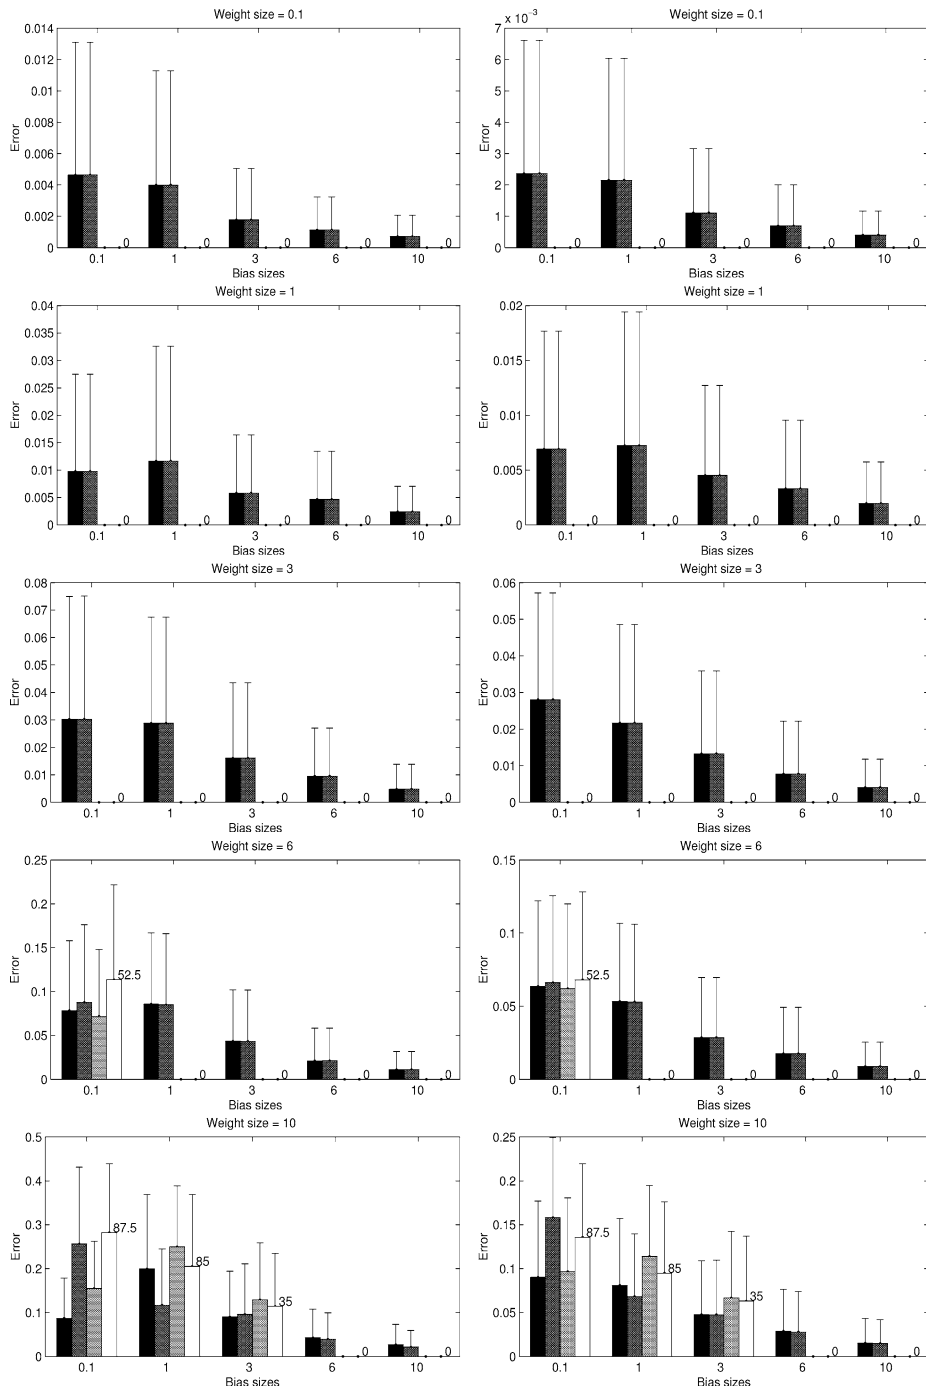 Weight size = 0.1
0.014
0.012
0.01
0.008
0.006
0.004
0.002
0
Error
0 0 0 0 0
0.1 1 3 6 10
Bias sizes
Weight size = 0.1
7 x 10⁻³
6
5
4
3
2
1
0
Error
0 0 0 0 0
0.1 1 3 6 10
Bias sizes
Weight size = 1
0.04
0.035
0.03
0.025
0.02
0.015
0.01
0.005
0
Error
0 0 0 0 0
0.1 1 3 6 10
Bias sizes
Weight size = 1
0.02
0.015
0.01
0.005
0
Error
0 0 0 0 0
0.1 1 3 6 10
Bias sizes
Weight size = 3
0.08
0.07
0.06
0.05
0.04
0.03
0.02
0.01
0
Error
0 0 0 0 0
0.1 1 3 6 10
Bias sizes
Weight size = 3
0.06
0.05
0.04
0.03
0.02
0.01
0
Error
0 0 0 0 0
0.1 1 3 6 10
Bias sizes
Weight size = 6
0.25
0.2
0.15
0.1
0.05
0
Error
52.5 0 0 0 0
0.1 1 3 6 10
Bias sizes
Weight size = 6
0.15
0.1
0.05
0
Error
52.5 0 0 0 0
0.1 1 3 6 10
Bias sizes
Weight size = 10
0.5
0.4
0.3
0.2
0.1
0
Error
87.5 85 35 0 0
0.1 1 3 6 10
Bias sizes
Weight size = 10
0.25
0.2
0.15
0.1
0.05
0
Error
87.5 85 35 0 0
0.1 1 3 6 10
Bias sizes